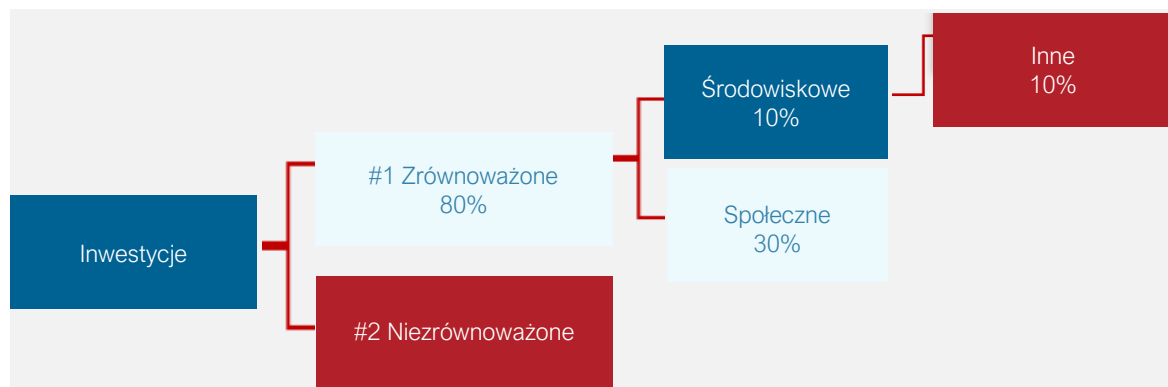 Inwestycje
#1 Zrównoważone
80%
#2 Niezrównoważone
Środowiskowe
10%
Społeczne
30%
Inne
10%